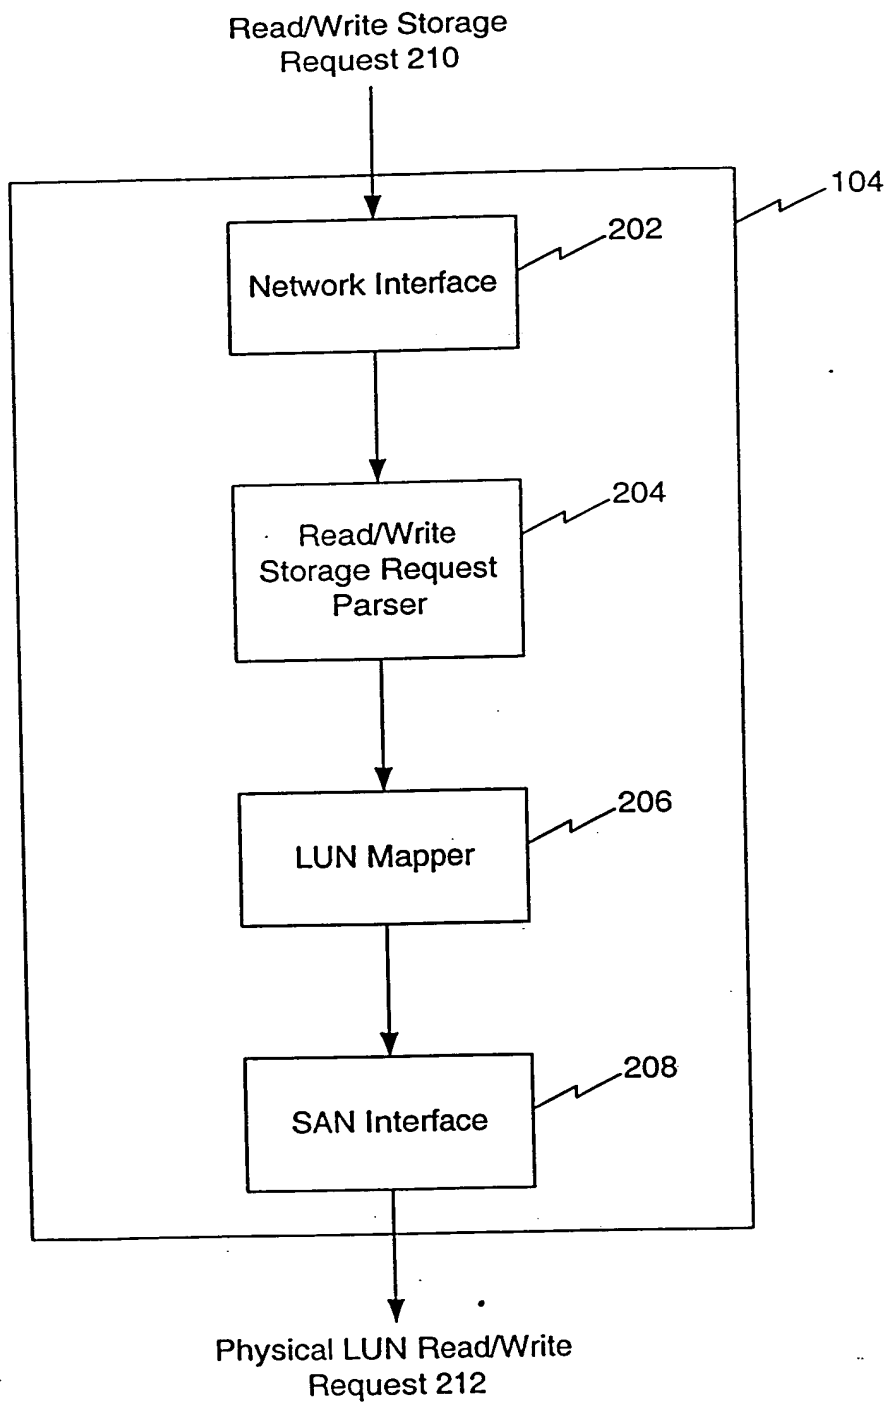 Read/Write Storage
Request 210
104
202
Network Interface
204
Read/Write
Storage Request
Parser
206
LUN Mapper
208
SAN Interface
Physical LUN Read/Write
Request 212